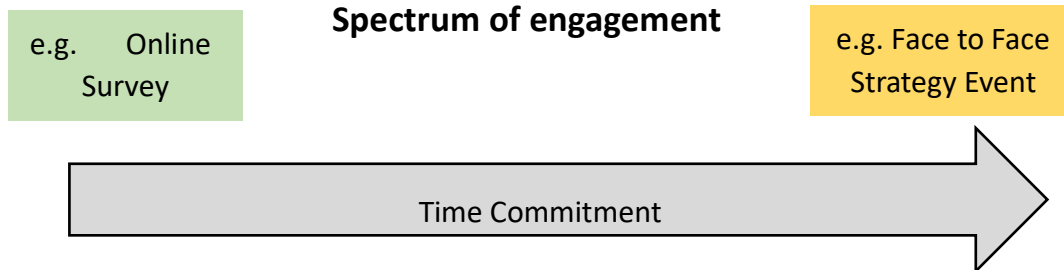 Spectrum of engagement
e.g. Online
Survey
e.g. Face to Face
Strategy Event
Time Commitment